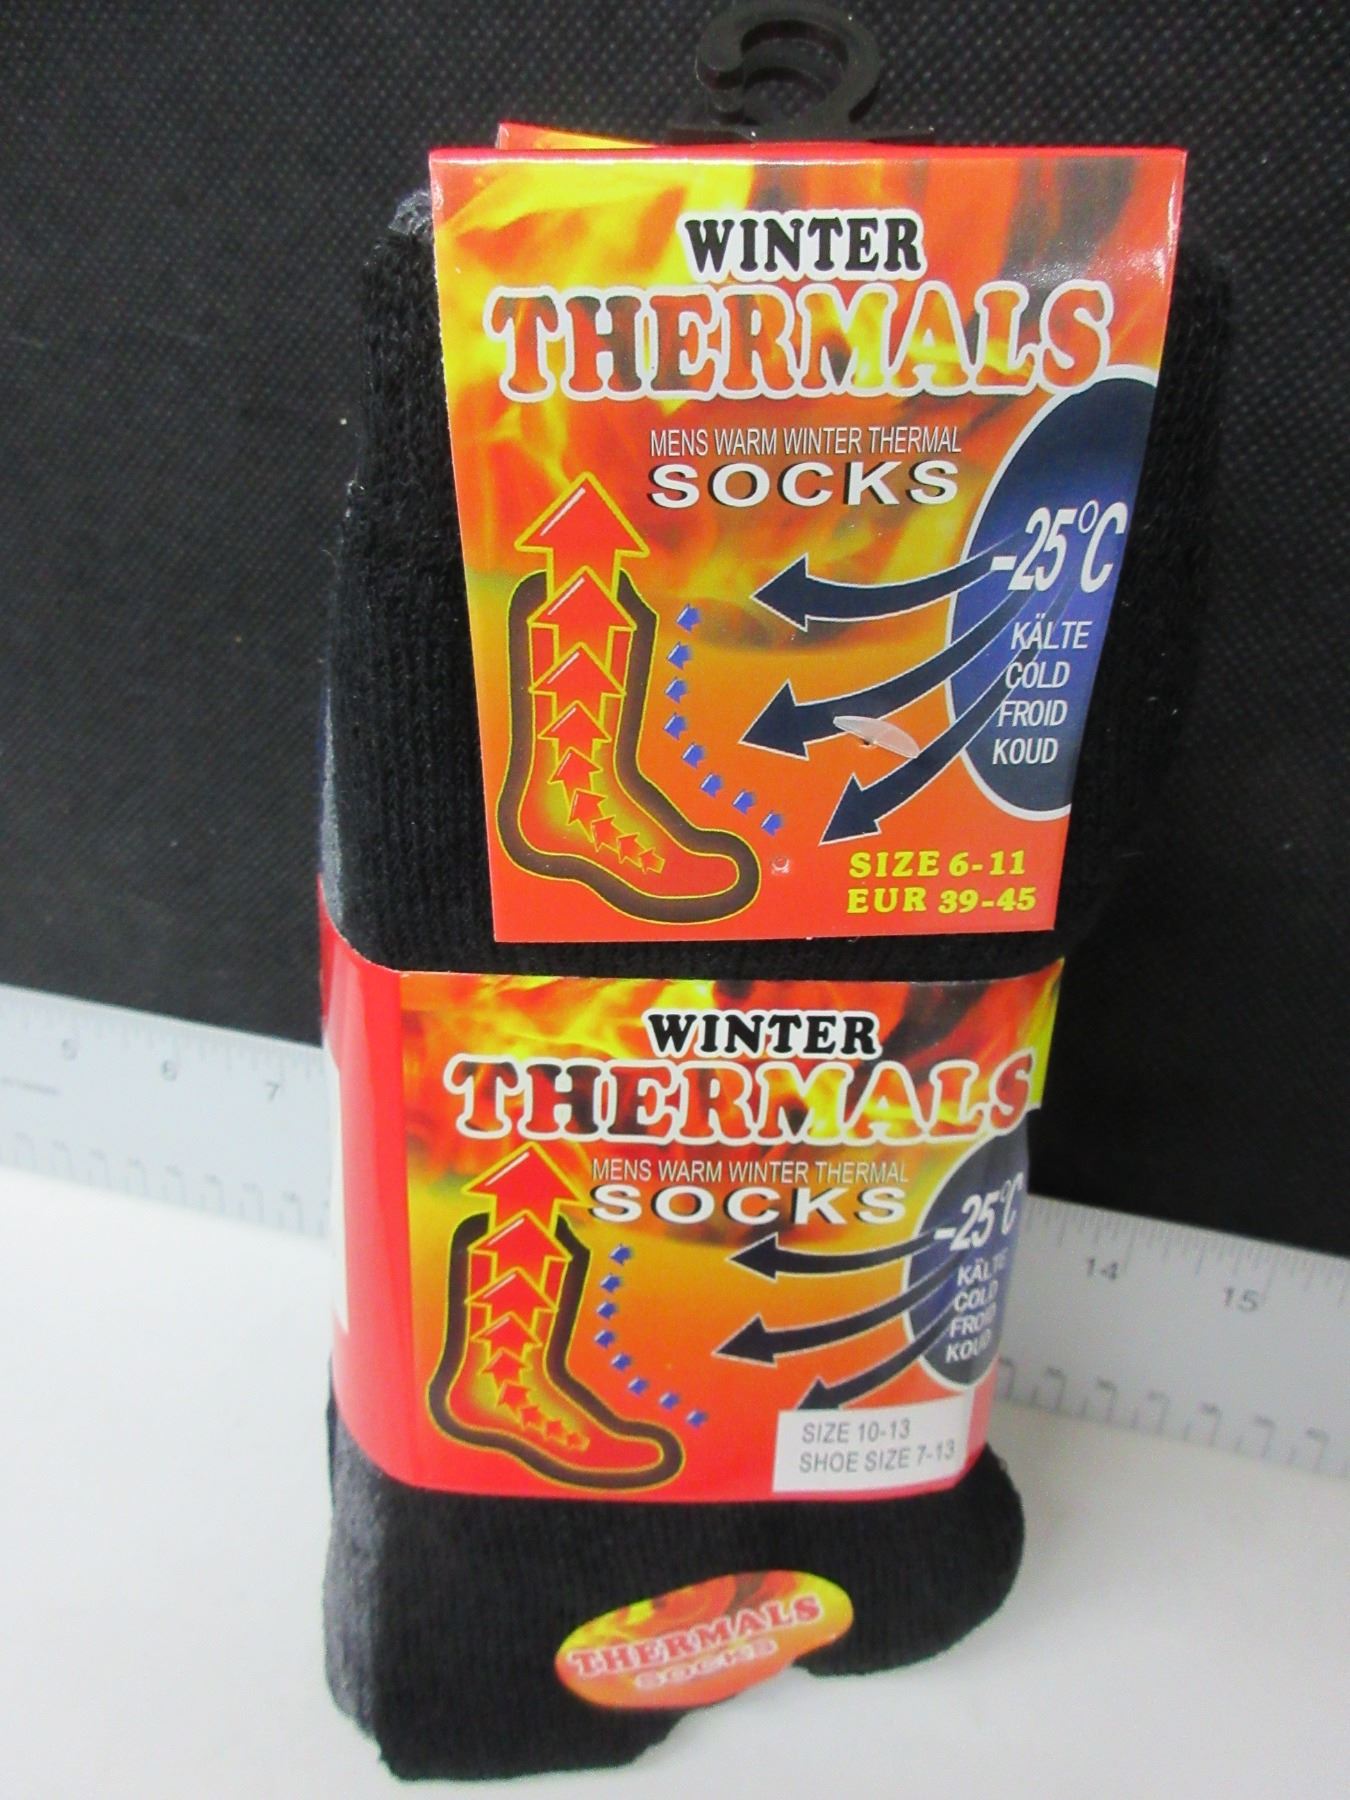 WINTER
THERMALS
MENS WARM WINTER THERMAL
SOCKS
-25°C
KÄLTE
COLD
FROID
KOUD
SIZE 6-11
EUR 39-45
WINTER
THERMALS
MENS WARM WINTER THERMAL
SOCKS
-25°C
KÄLTE
COLD
FROID
KOUD
SIZE 10-13
SHOE SIZE 7-13
THERMALS
SOCKS
5 6 7
14 15